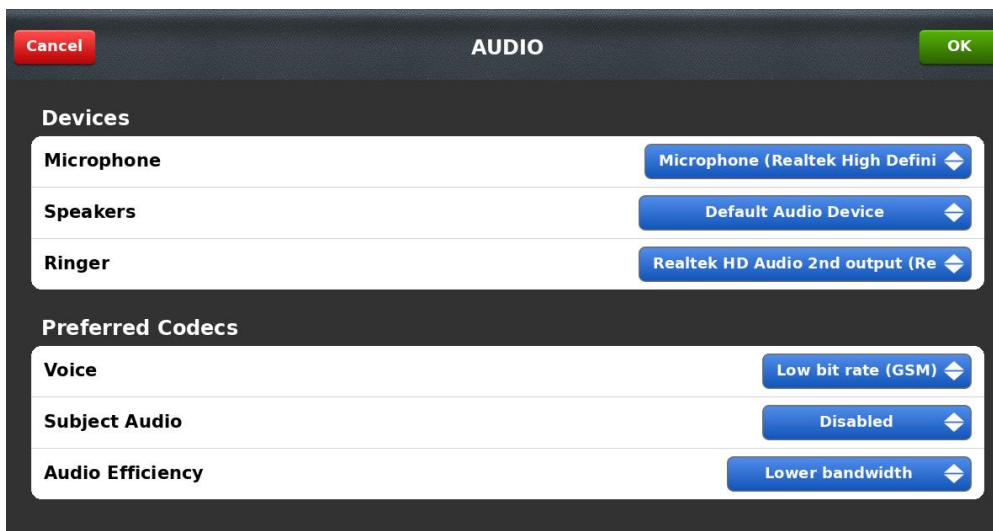 Cancel AUDIO OK
Devices
Microphone Microphone (Realtek High Defini
Speakers Default Audio Device
Ringer Realtek HD Audio 2nd output (Re
Preferred Codecs
Voice Low bit rate (GSM)
Subject Audio Disabled
Audio Efficiency Lower bandwidth